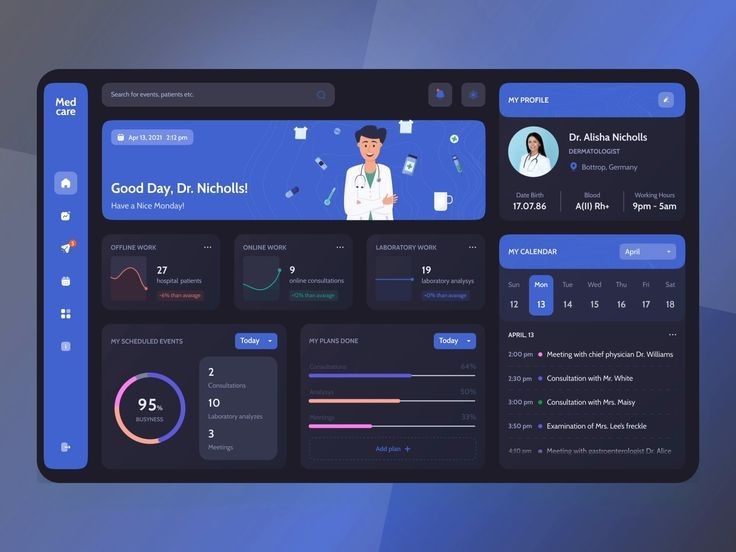 Med
care
Search for events, patients etc.
Apr 13, 2021 2:12 pm
Good Day, Dr. Nicholls!
Have a Nice Monday!
OFFLINE WORK
27
hospital patients
-6% than avarage
ONLINE WORK
9
online consultations
+12% than avarage
LABORATORY WORK
19
laboratory analysys
+0% than avarage
MY SCHEDULED EVENTS
Today
95%
BUSYNESS
2
Consultations
10
Laboratory analyzes
3
Meetings
MY PLANS DONE
Today
Consultations 64%
Analysys 50%
Meetings 33%
Add plan +
MY PROFILE
Dr. Alisha Nicholls
DERMATOLOGIST
Bottrop, Germany
Date Birth
17.07.86
Blood
A(II) Rh+
Working Hours
9pm - 5am
MY CALENDAR
April
Sun Mon Tue Wed Thu Fri Sat
12 13 14 15 16 17 18
APRIL, 13
2:00 pm Meeting with chief physician Dr. Williams
2:30 pm Consultation with Mr. White
3:00 pm Consultation with Mrs. Maisy
3:50 pm Examination of Mrs. Lee's freckle
4:10 pm Meeting with gastroenterologist Dr. Alice